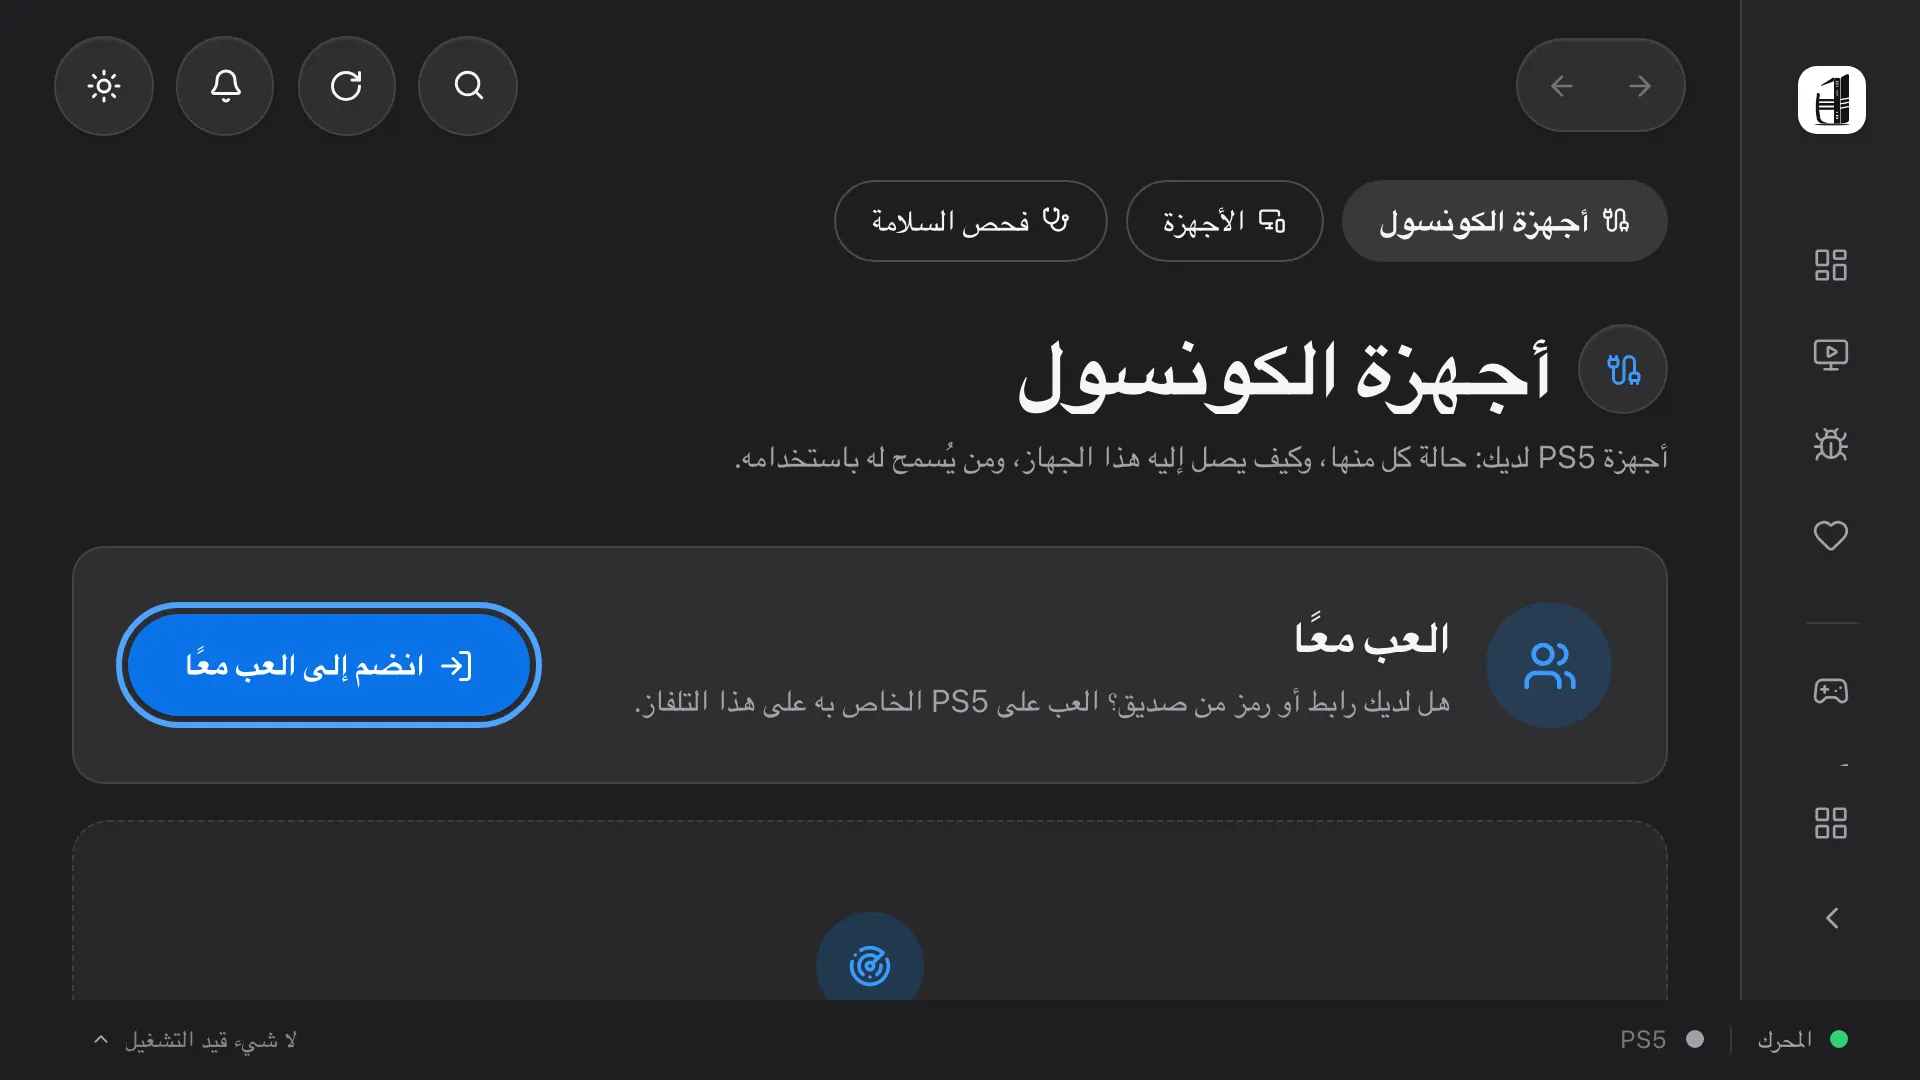 أجهزة الكونسول
الأجهزة
فحص السلامة
أجهزة الكونسول
أجهزة PS5 لديك: حالة كل منها، وكيف يصل إليه هذا الجهاز، ومن يُسمح له باستخدامه.
العب معًا
هل لديك رابط أو رمز من صديق؟ العب على PS5 الخاص به على هذا التلفاز.
انضم إلى العب معًا
المحرك
PS5
لا شيء قيد التشغيل